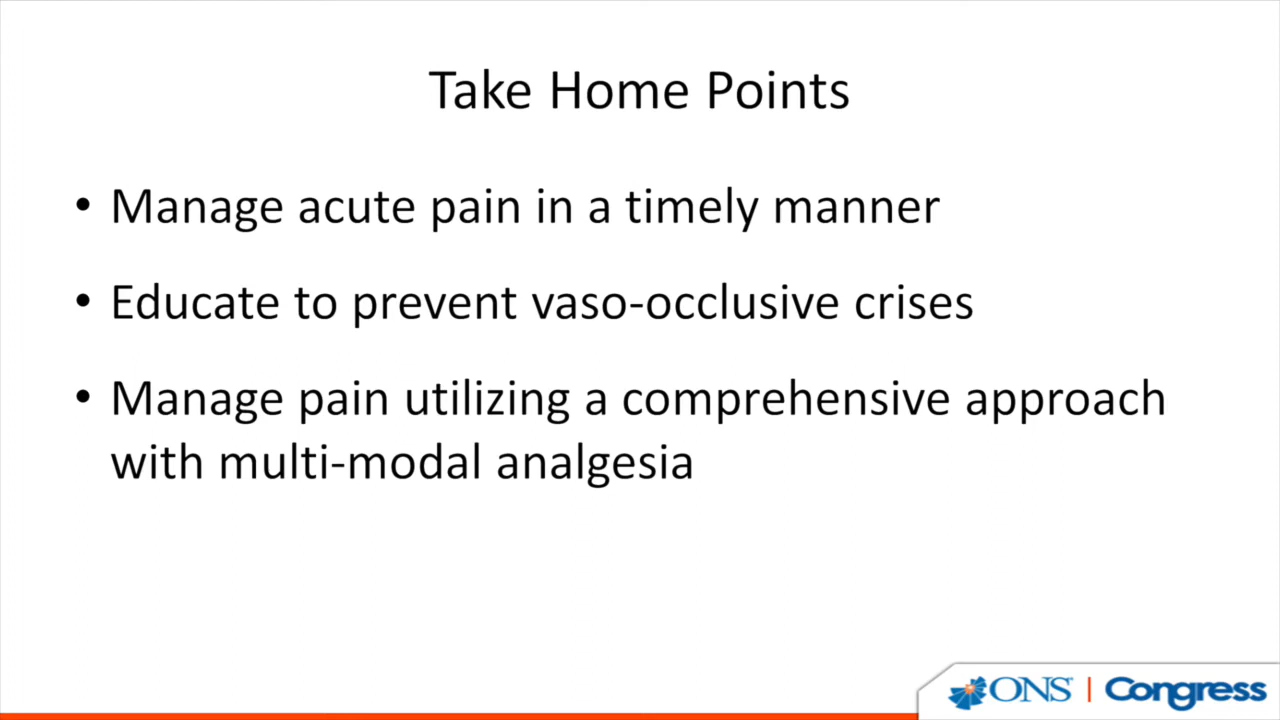 Take Home Points
• Manage acute pain in a timely manner
• Educate to prevent vaso-occlusive crises
• Manage pain utilizing a comprehensive approach
with multi-modal analgesia
ONS | Congress